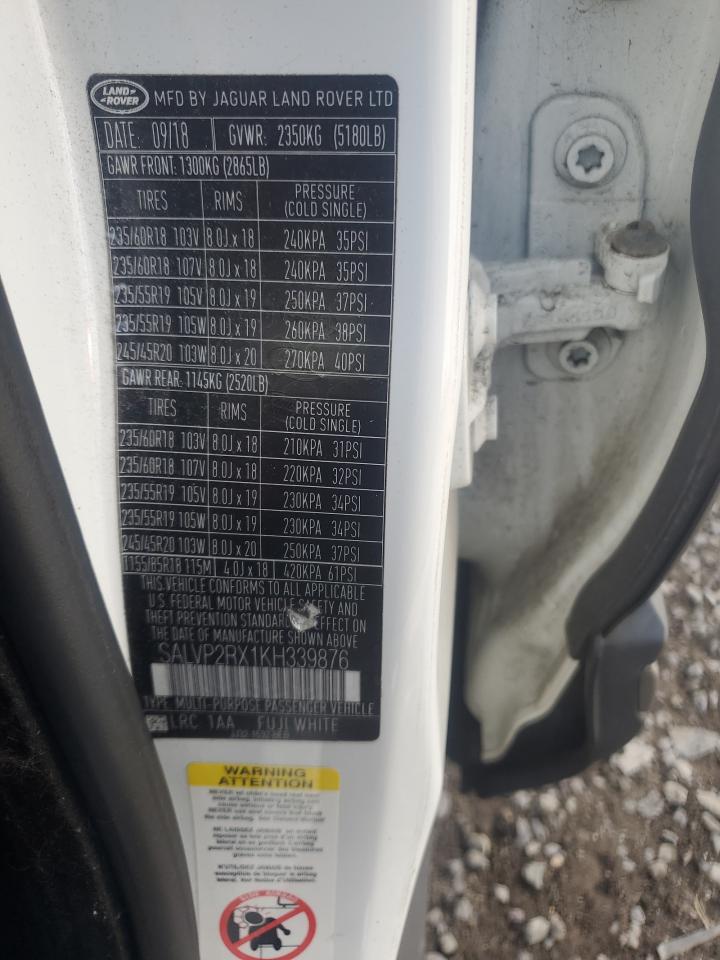 LAND ROVER
MFD BY JAGUAR LAND ROVER LTD
DATE: 09/18 GVWR: 2350KG (5180LB)
GAWR FRONT: 1300KG (2865LB)
TIRES RIMS PRESSURE (COLD SINGLE)
235/60R18 103V 8.0J x 18 240KPA 35PSI
235/60R18 107V 8.0J x 18 240KPA 35PSI
235/55R19 105V 8.0J x 19 250KPA 37PSI
235/55R19 105W 8.0J x 19 260KPA 38PSI
245/45R20 103W 8.0J x 20 270KPA 40PSI
GAWR REAR: 1145KG (2520LB)
TIRES RIMS PRESSURE (COLD SINGLE)
235/60R18 103V 8.0J x 18 210KPA 31PSI
235/60R18 107V 8.0J x 18 220KPA 32PSI
235/55R19 105V 8.0J x 19 230KPA 34PSI
235/55R19 105W 8.0J x 19 230KPA 34PSI
245/45R20 103W 8.0J x 20 250KPA 37PSI
T155/85R18 115M 4.0J x 18 420KPA 61PSI
THIS VEHICLE CONFORMS TO ALL APPLICABLE
U.S. FEDERAL MOTOR VEHICLE SAFETY AND
THEFT PREVENTION STANDARDS EFFECT ON
THE DATE OF MANUFACTURE SHOWN ABOVE
SALVP2RX1KH339876
TYPE: MULTI-PURPOSE PASSENGER VEHICLE
LRC 1AA FUJI WHITE
WARNING
ATTENTION